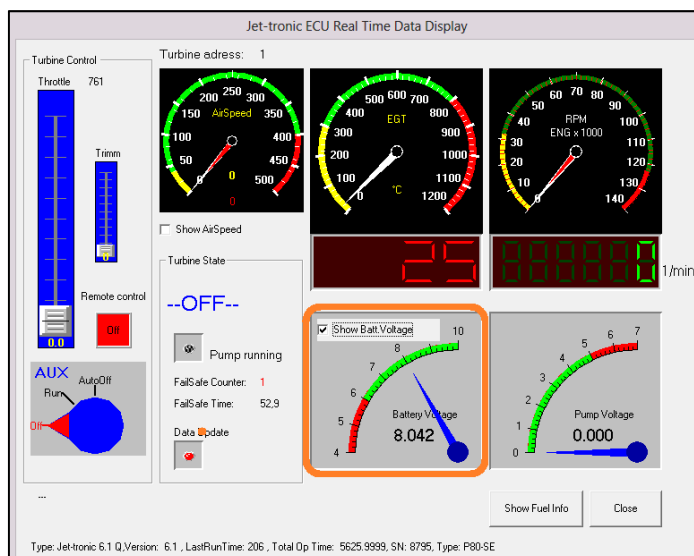 Jet-tronic ECU Real Time Data Display
Turbine Control
Throttle 761
Trimm
0
0.0
Remote control
Off
AUX
AutoOff
Run
Off
...
Turbine adress: 1
0
50
100
150
200
250
300
350
400
450
500
AirSpeed
0
0
Show AirSpeed
Turbine State
--OFF--
Pump running
FailSafe Counter: 1
FailSafe Time: 52,9
Data Update
0
100
200
300
400
500
600
700
800
900
1000
1100
1200
EGT
°C
25
0
10
20
30
40
50
60
70
80
90
100
110
120
130
140
RPM
ENG x 1000
0
1/min
Show Batt.Voltage
4
5
6
7
8
10
Battery Voltage
8.042
0
1
2
3
4
5
6
7
Pump Voltage
0.000
Show Fuel Info
Close
Type: Jet-tronic 6.1 Q,Version: 6.1 , LastRunTime: 206 , Total Op Time: 5625.9999, SN: 8795, Type: P80-SE